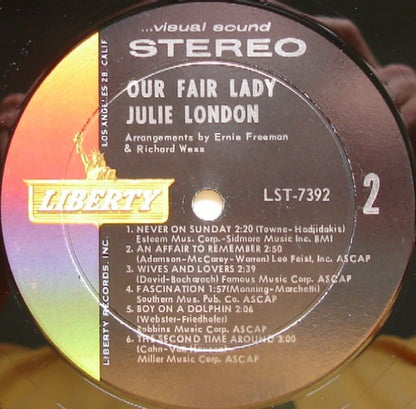 ...visual sound
STEREO
OUR FAIR LADY
JULIE LONDON
Arrangements by Ernie Freeman
& Richard Wess
LIBERTY
LST-7392
2
1. NEVER ON SUNDAY 2:20 (Towne-Hadjidakis)
Esteem Mus. Corp.-Sidmore Music Inc. BMI
2. AN AFFAIR TO REMEMBER 2:50
(Adamson-McCarey-Warren) Leo Feist, Inc. ASCAP
3. WIVES AND LOVERS 2:39
(David-Bacharach) Famous Music Corp. ASCAP
4. FASCINATION 1:57 (Manning-Marchetti)
Southern Mus. Pub. Co. ASCAP
5. BOY ON A DOLPHIN 2:06
(Webster-Friedhofer)
Robbins Music Corp. ASCAP
6. THE SECOND TIME AROUND 3:00
(Cahn-Van Heusen)
Miller Music Corp. ASCAP
LIBERTY RECORDS, INC.
LOS ANGELES 28, CALIF.